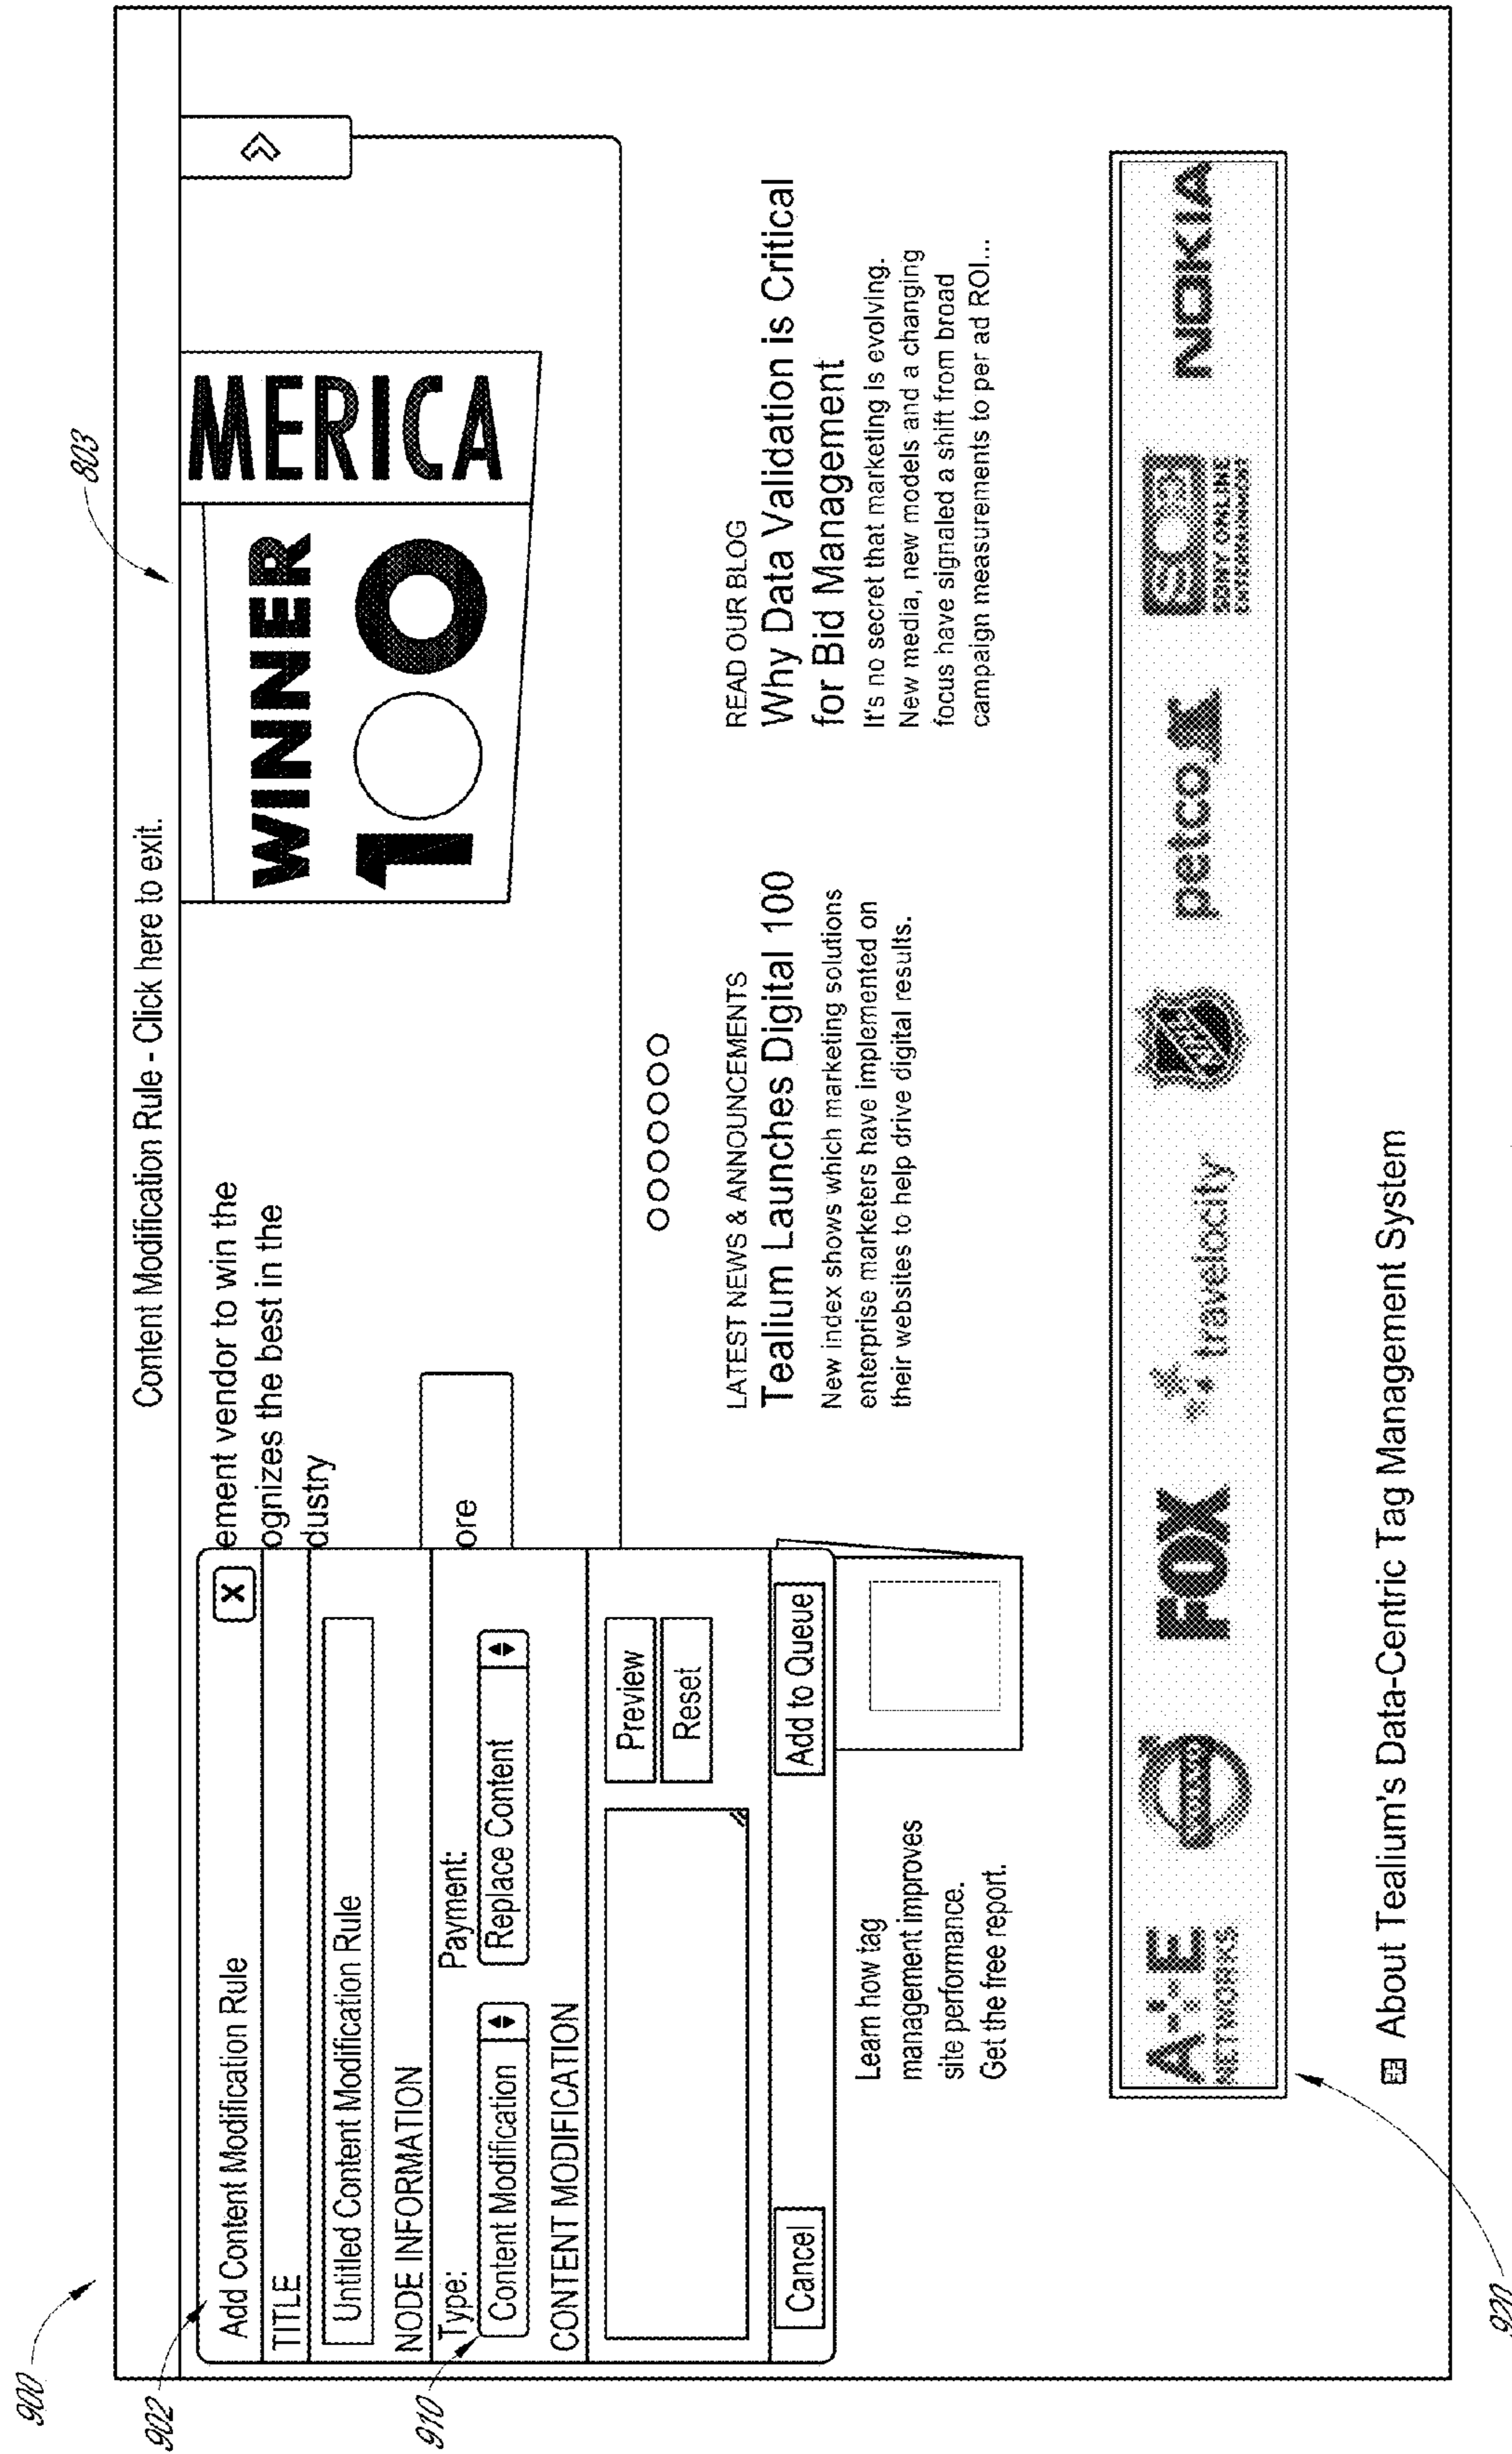 900
803
Content Modification Rule - Click here to exit.
902
Add Content Modification Rule
X
TITLE
Untitled Content Modification Rule
NODE INFORMATION
910
Type:
Payment:
Content Modification
Replace Content
CONTENT MODIFICATION
Preview
Reset
Cancel
Add to Queue
ement vendor to win the
ognizes the best in the
dustry
ore
WINNER
100
MERICA
Learn how tag
management improves
site performance.
Get the free report.
LATEST NEWS & ANNOUNCEMENTS
Tealium Launches Digital 100
New index shows which marketing solutions
enterprise marketers have implemented on
their websites to help drive digital results.
READ OUR BLOG
Why Data Validation is Critical
for Bid Management
It's no secret that marketing is evolving.
New media, new models and a changing
focus have signaled a shift from broad
campaign measurements to per ad ROI...
A E
NETWORKS
FOX
travelocity
petco
SONY ONLINE
ENTERTAINMENT
NOKIA
920
About Tealium's Data-Centric Tag Management System